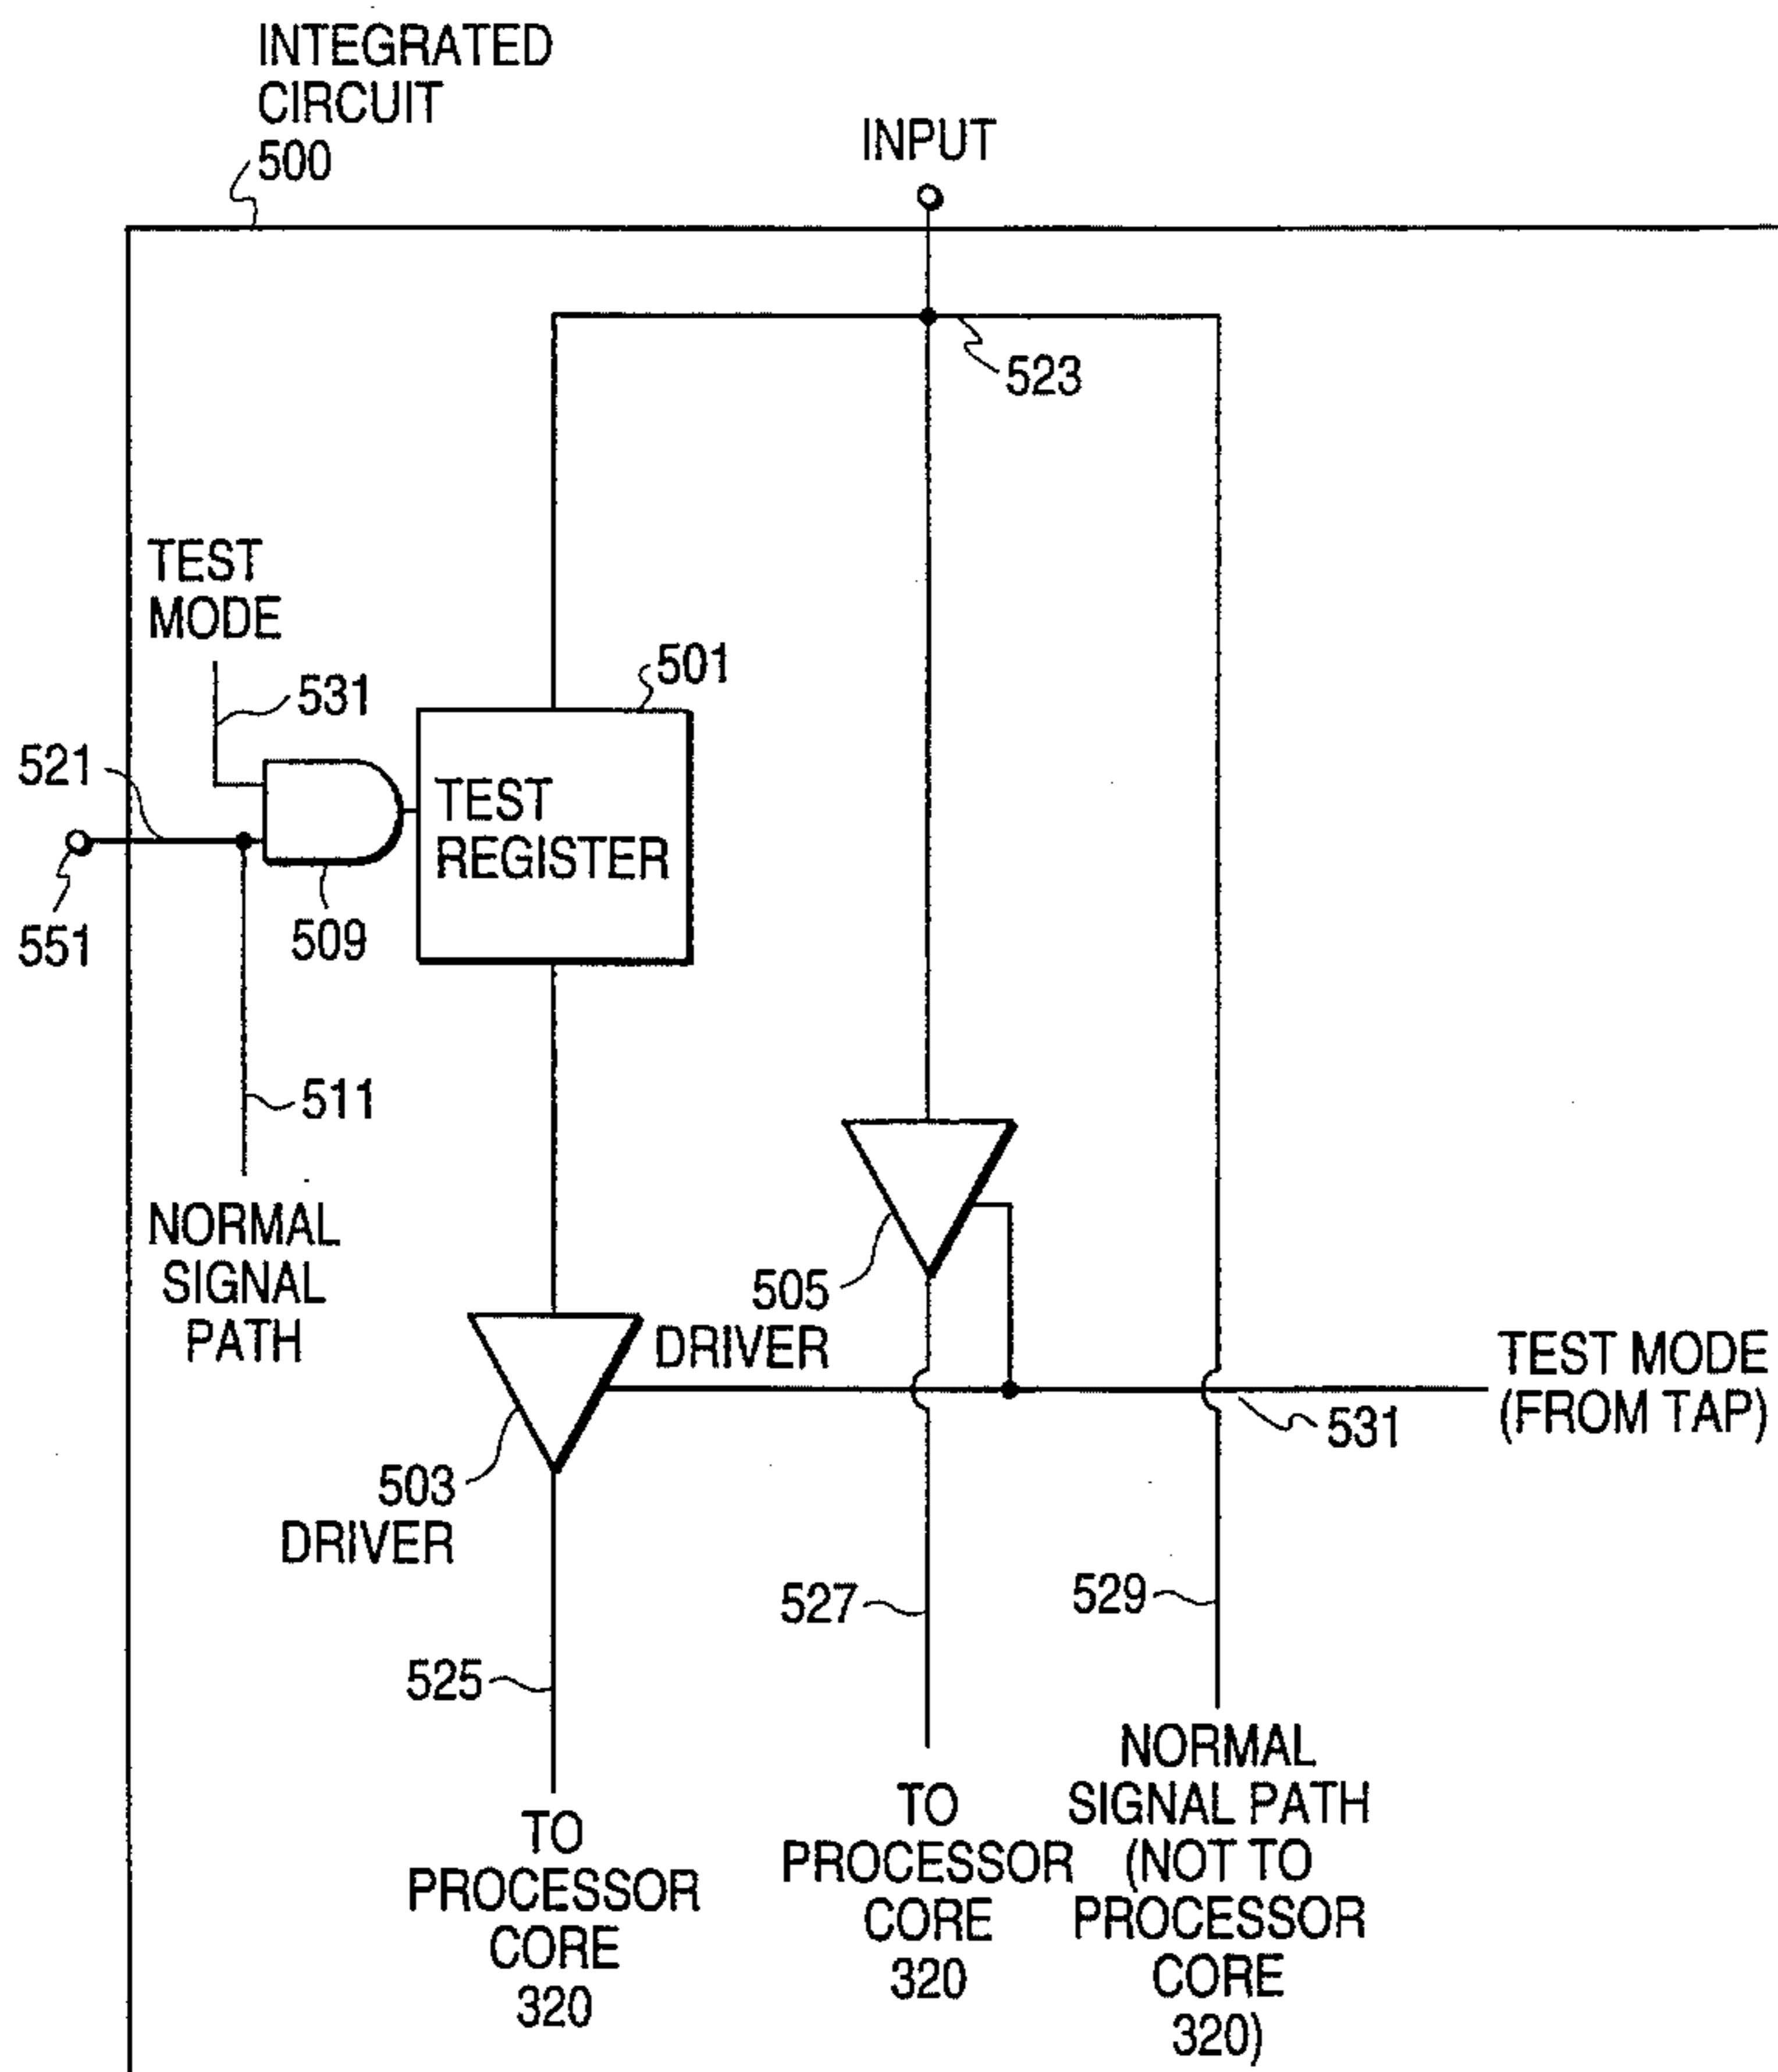 INTEGRATED
CIRCUIT
500
INPUT
523
TEST
MODE
531
501
521
TEST
REGISTER
551
509
511
NORMAL
SIGNAL
PATH
505
DRIVER
503
DRIVER
TEST MODE
(FROM TAP)
531
527
529
525
TO
PROCESSOR
CORE
320
TO
PROCESSOR
CORE
320
NORMAL
SIGNAL PATH
(NOT TO
PROCESSOR
CORE
320)